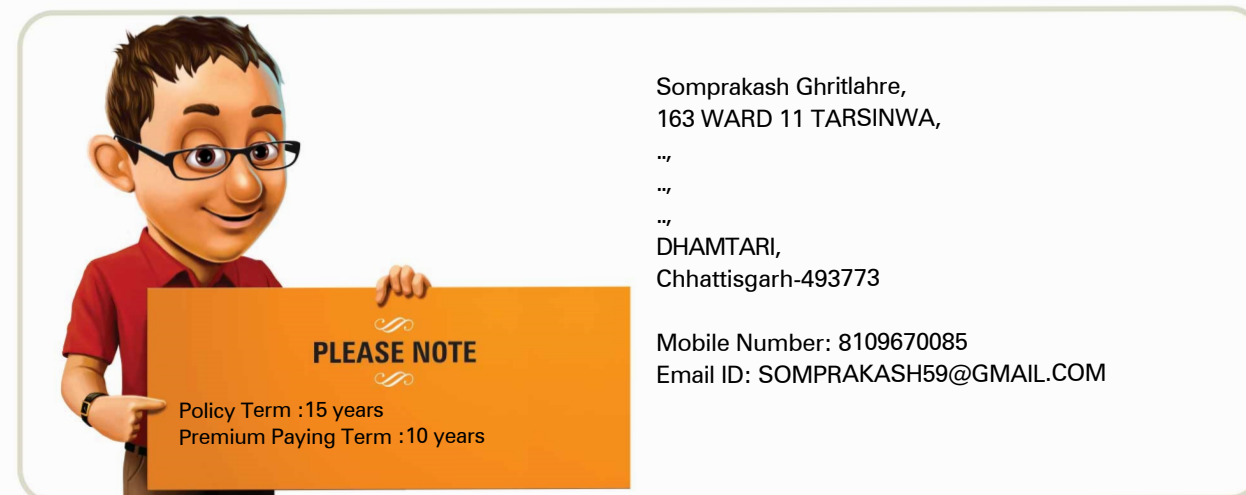 Somprakash Ghritlahre,
163 WARD 11 TARSINWA,
..,
..,
..,
DHAMTARI,
Chhattisgarh-493773
Mobile Number: 8109670085
Email ID: SOMPRAKASH59@GMAIL.COM
PLEASE NOTE
Policy Term :15 years
Premium Paying Term :10 years